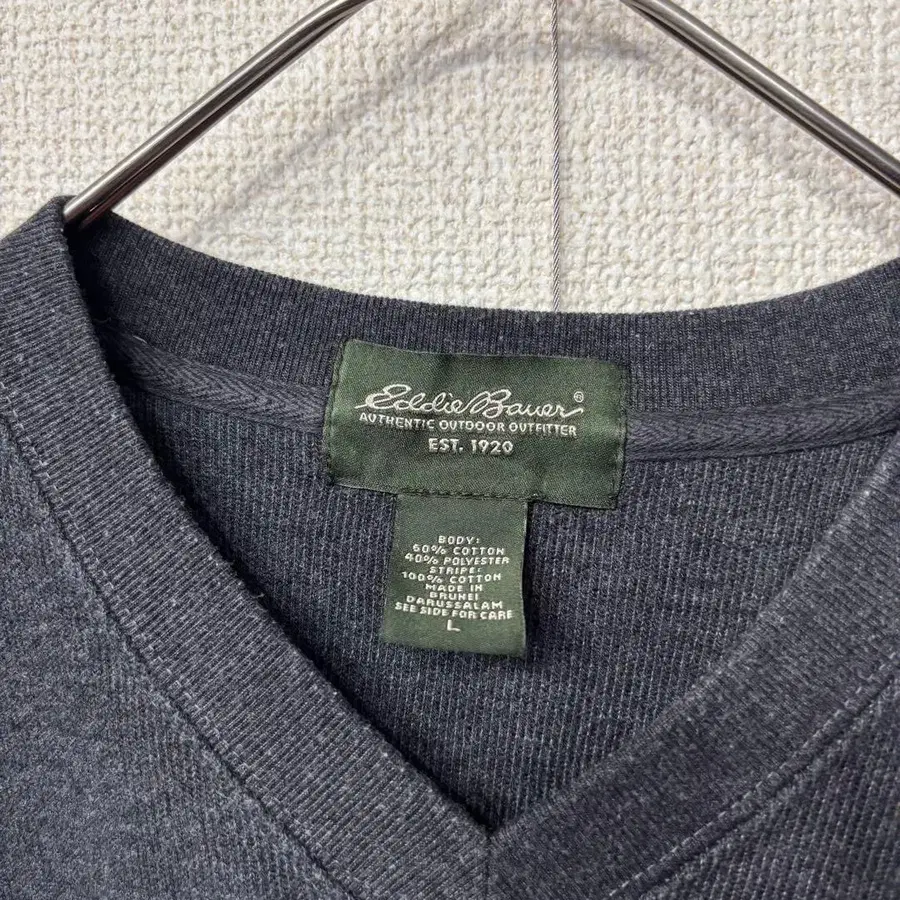 Eddie Bauer®
AUTHENTIC OUTDOOR OUTFITTER
EST. 1920
BODY:
60% COTTON
40% POLYESTER
STRIPE:
100% COTTON
MADE IN
BRUNEI
DARUSSALAM
SEE SIDE FOR CARE
L